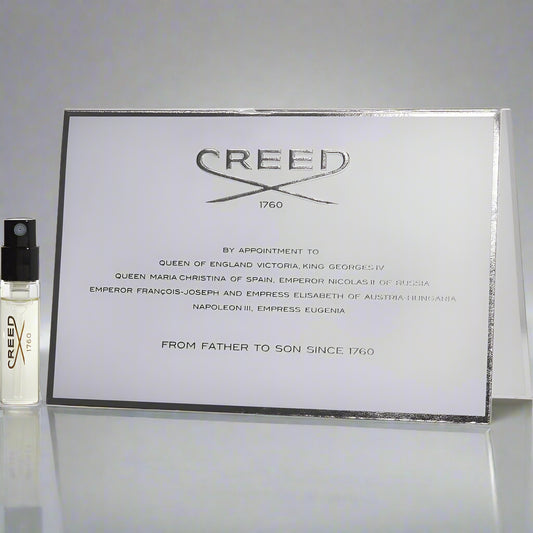 CREED
1760
BY APPOINTMENT TO
QUEEN OF ENGLAND VICTORIA, KING GEORGES IV
QUEEN MARIA CHRISTINA OF SPAIN, EMPEROR NICOLAS II OF RUSSIA
EMPEROR FRANÇOIS-JOSEPH AND EMPRESS ELISABETH OF AUSTRIA-HUNGARIA
NAPOLEON III, EMPRESS EUGENIA
FROM FATHER TO SON SINCE 1760
CREED
1760